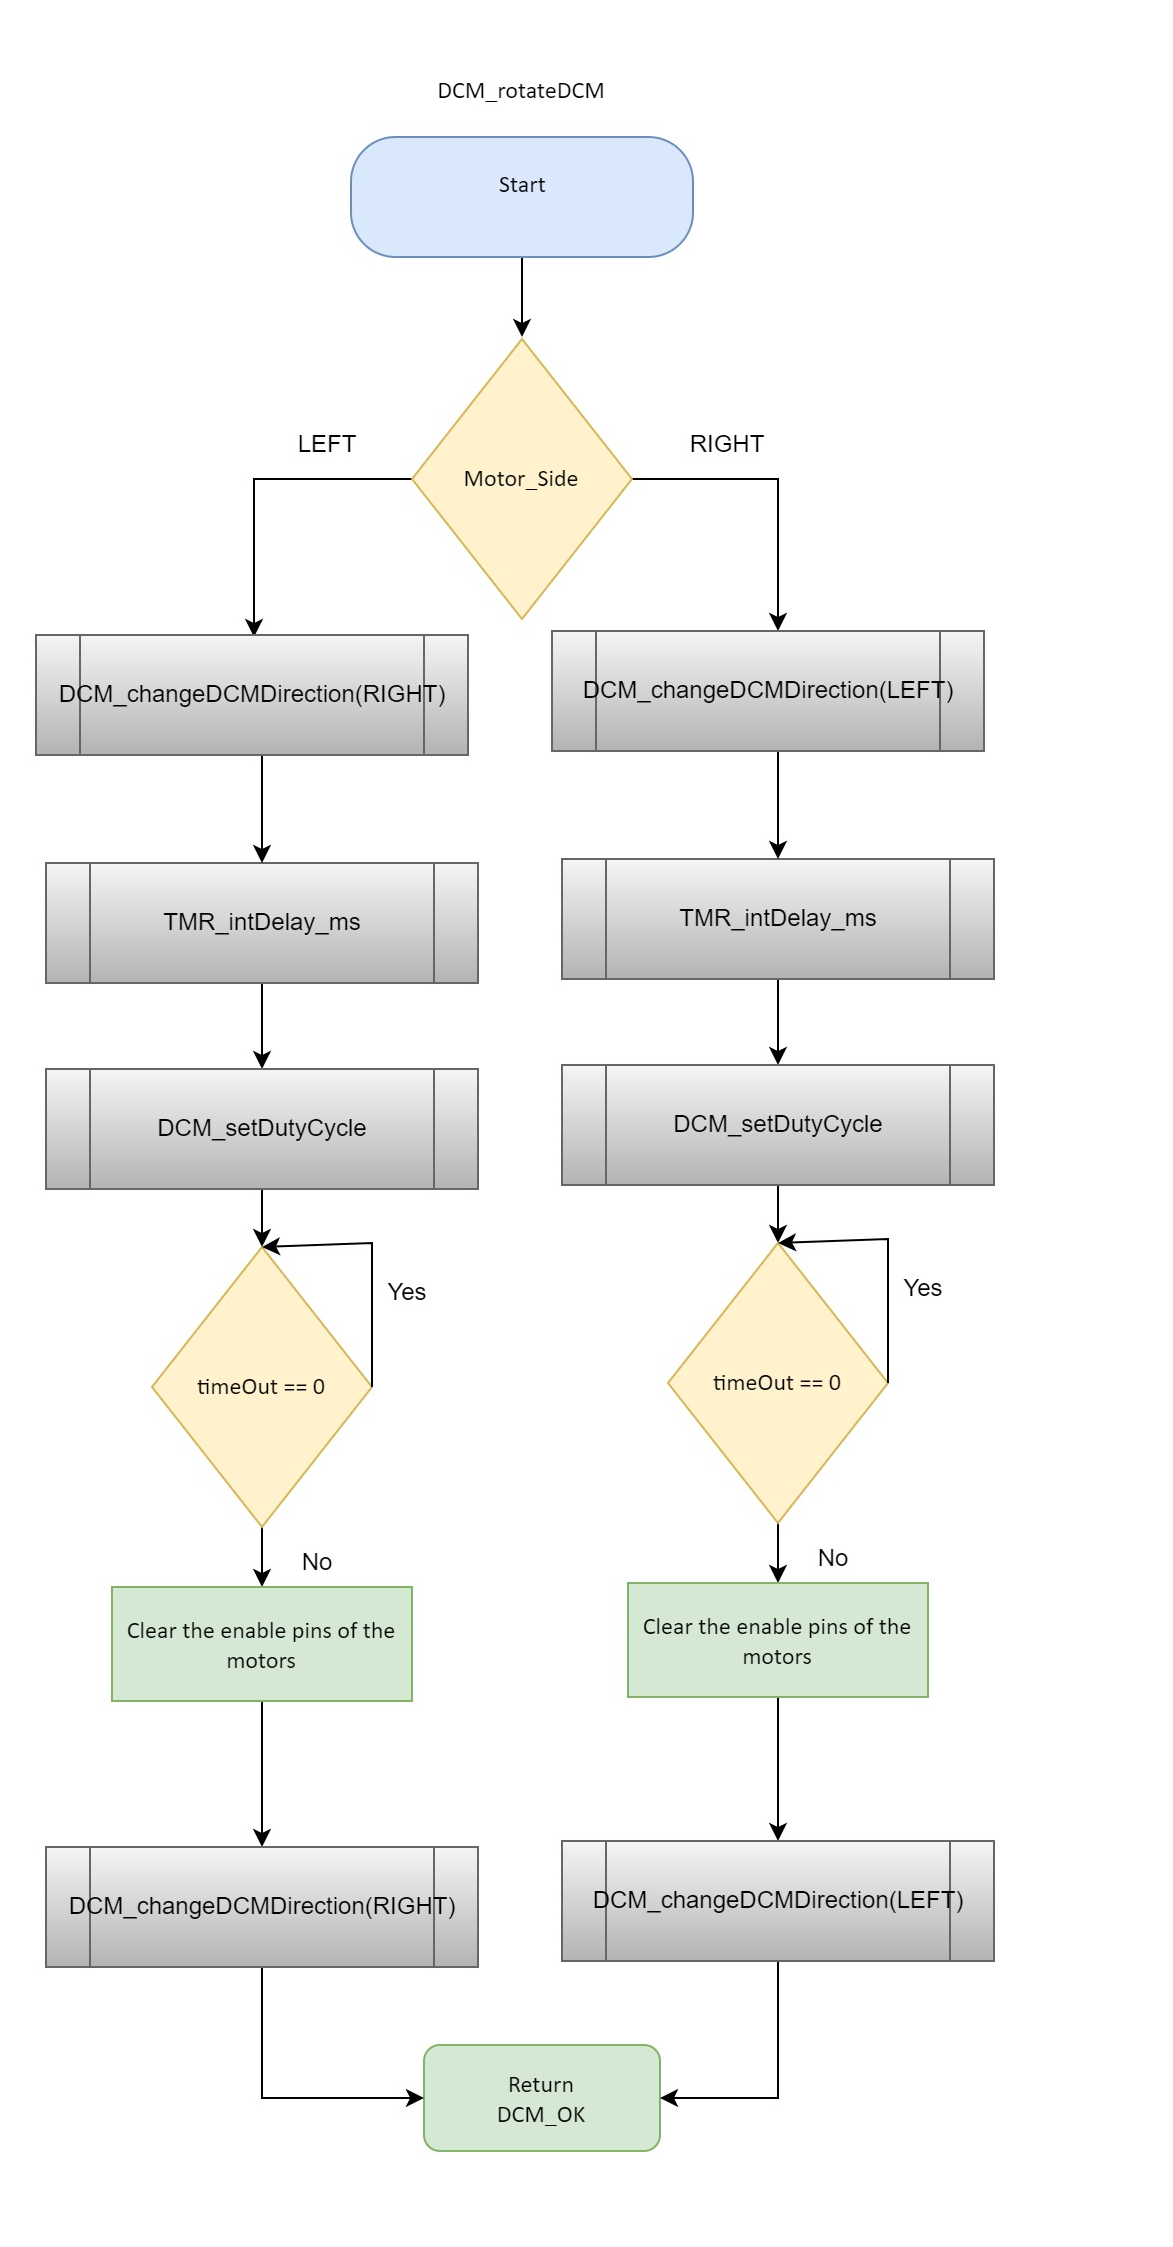 DCM_rotateDCM
Start
Motor_Side
LEFT
RIGHT
DCM_changeDCMDirection(RIGHT)
DCM_changeDCMDirection(LEFT)
TMR_intDelay_ms
TMR_intDelay_ms
DCM_setDutyCycle
DCM_setDutyCycle
Yes
Yes
timeOut == 0
timeOut == 0
No
No
Clear the enable pins of the
motors
Clear the enable pins of the
motors
DCM_changeDCMDirection(RIGHT)
DCM_changeDCMDirection(LEFT)
Return
DCM_OK